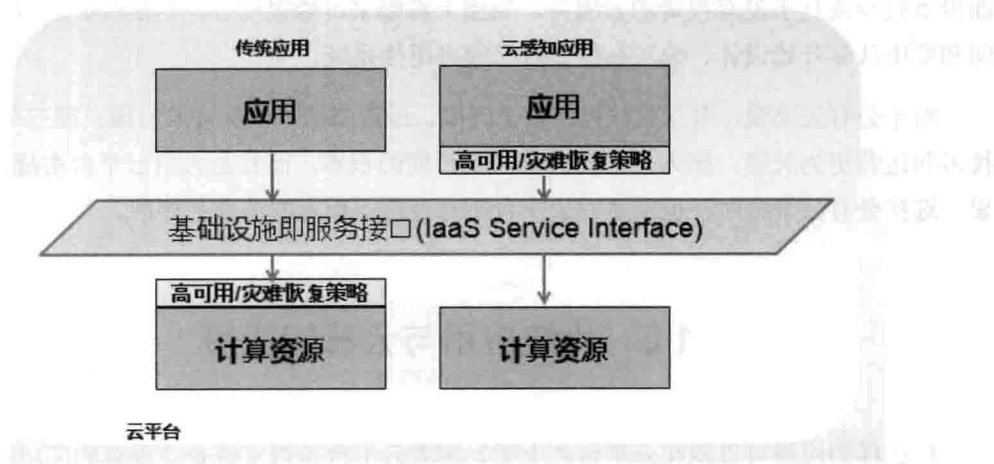 传统应用
云感知应用
应用
应用
高可用/灾难恢复策略
基础设施即服务接口(IaaS Service Interface)
高可用/灾难恢复策略
计算资源
计算资源
云平台